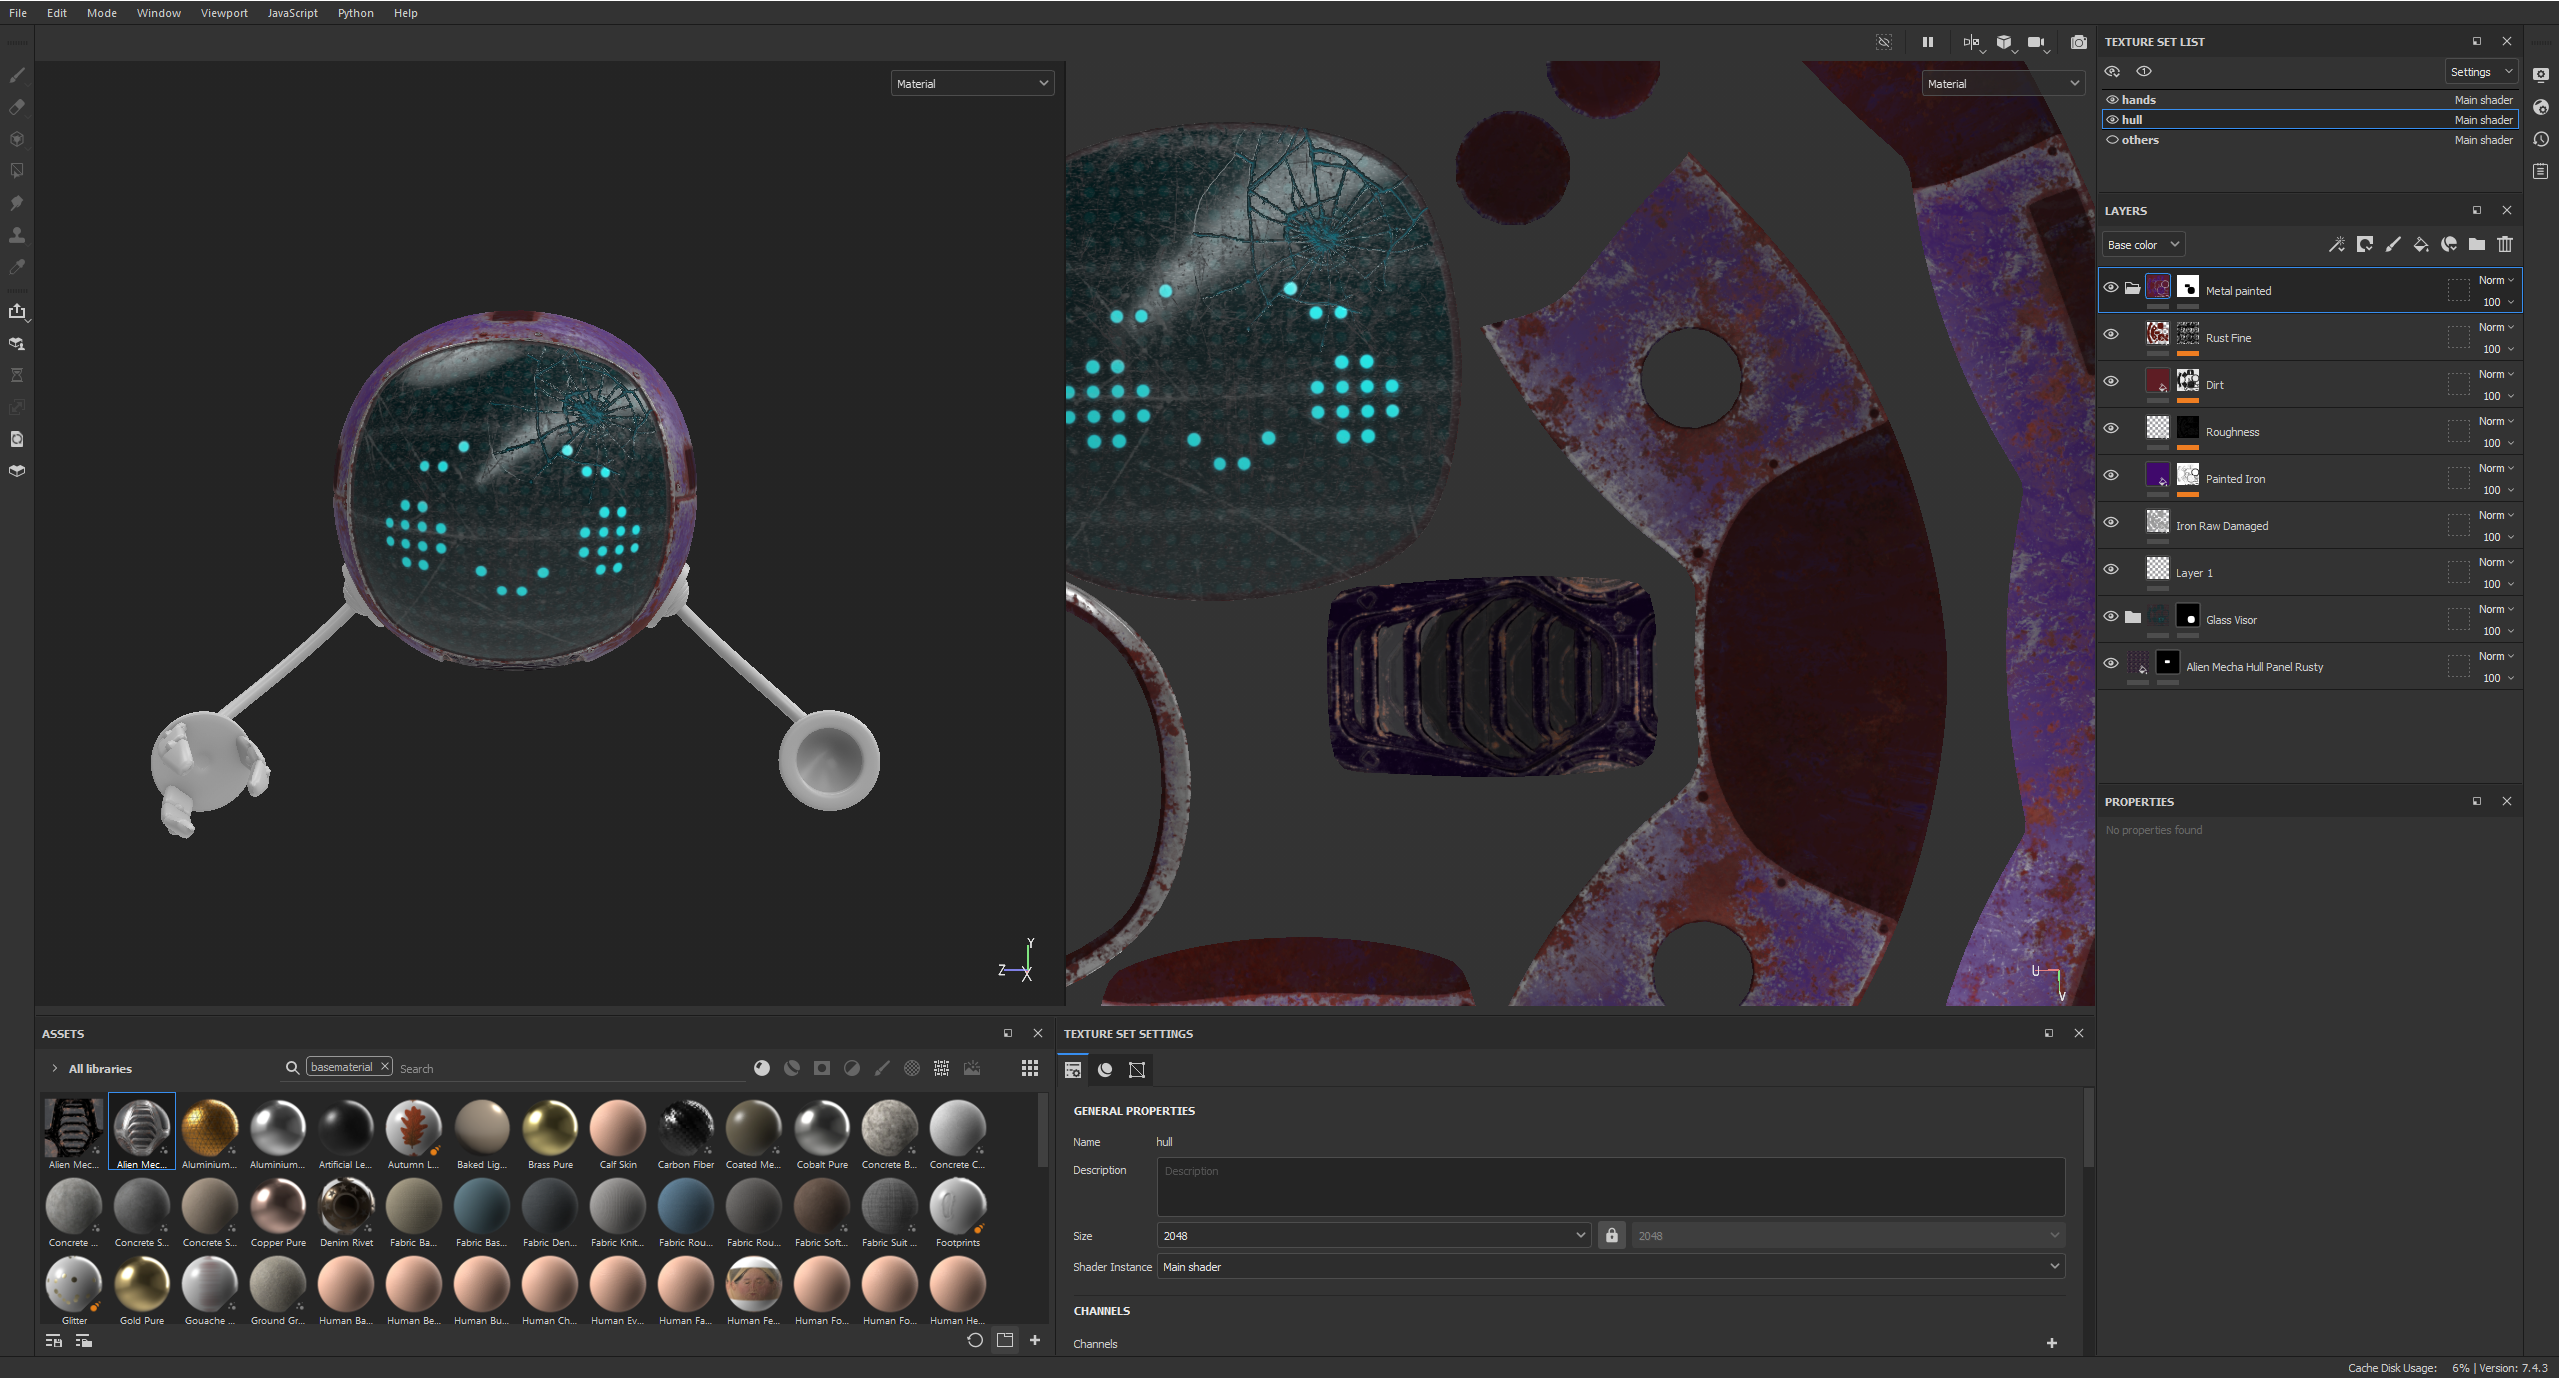 File Edit Mode Window Viewport JavaScript Python Help
Material
Material
Y
Z
X
U
V
TEXTURE SET LIST
Settings
hands Main shader
hull Main shader
others Main shader
LAYERS
Base color
Metal painted Norm 100
Rust Fine Norm 100
Dirt Norm 100
Roughness Norm 100
Painted Iron Norm 100
Iron Raw Damaged Norm 100
Layer 1 Norm 100
Glass Visor Norm 100
Alien Mecha Hull Panel Rusty Norm 100
PROPERTIES
No properties found
ASSETS
All libraries basematerial Search
Alien Mec... Alien Mec... Aluminium... Aluminium... Artificial Le... Autumn L... Baked Lig... Brass Pure Calf Skin Carbon Fiber Coated Me... Cobalt Pure Concrete B... Concrete C...
Concrete ... Concrete S... Concrete S... Copper Pure Denim Rivet Fabric Ba... Fabric Bas... Fabric Den... Fabric Knit... Fabric Rou... Fabric Rou... Fabric Soft... Fabric Suit ... Footprints
Glitter Gold Pure Gouache ... Ground Gr... Human Ba... Human Be... Human Bu... Human Ch... Human Ev... Human Fa... Human Fe... Human Fo... Human Fo... Human He...
TEXTURE SET SETTINGS
GENERAL PROPERTIES
Name hull
Description Description
Size 2048 2048
Shader Instance Main shader
CHANNELS
Channels
Cache Disk Usage: 6% | Version: 7.4.3